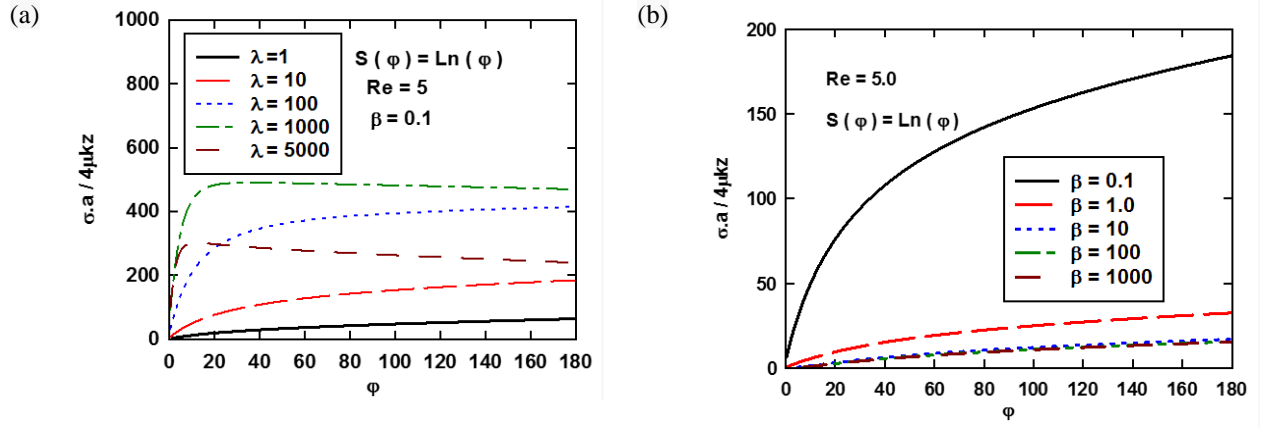 (a)
1000
800
600
400
200
0
σ.a / 4μkz
λ =1
λ = 10
λ = 100
λ = 1000
λ = 5000
S ( φ ) = Ln ( φ )
Re = 5
β = 0.1
0 20 40 60 80 100 120 140 160 180
φ
(b)
200
150
100
50
0
σ.a / 4μkz
Re = 5.0
S ( φ ) = Ln ( φ )
β = 0.1
β = 1.0
β = 10
β = 100
β = 1000
0 20 40 60 80 100 120 140 160 180
φ